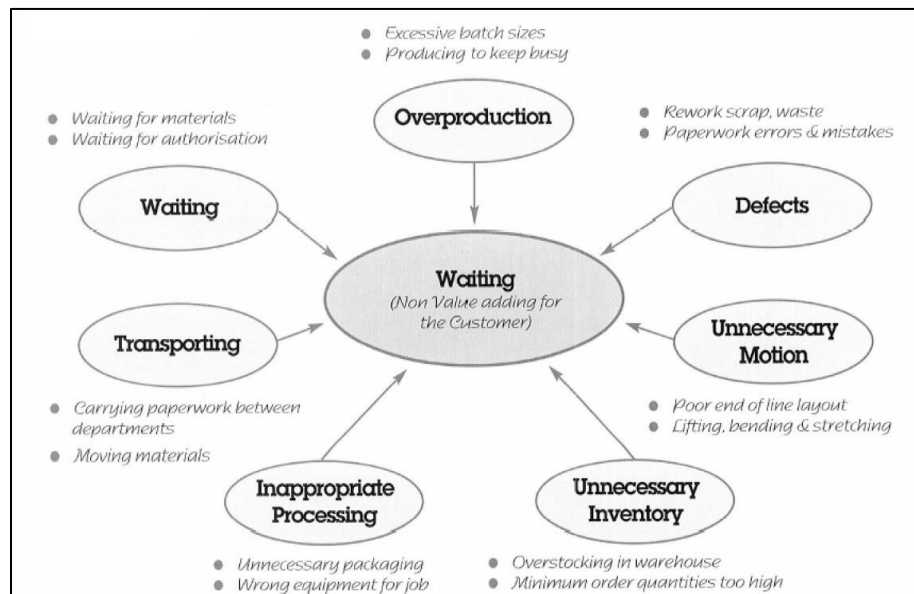 Excessive batch sizes
Producing to keep busy
Overproduction
Waiting for materials
Waiting for authorisation
Waiting
Rework scrap, waste
Paperwork errors & mistakes
Defects
Waiting
(Non Value adding for
the Customer)
Transporting
Carrying paperwork between
departments
Moving materials
Unnecessary
Motion
Poor end of line layout
Lifting, bending & stretching
Inappropriate
Processing
Unnecessary packaging
Wrong equipment for job
Unnecessary
Inventory
Overstocking in warehouse
Minimum order quantities too high